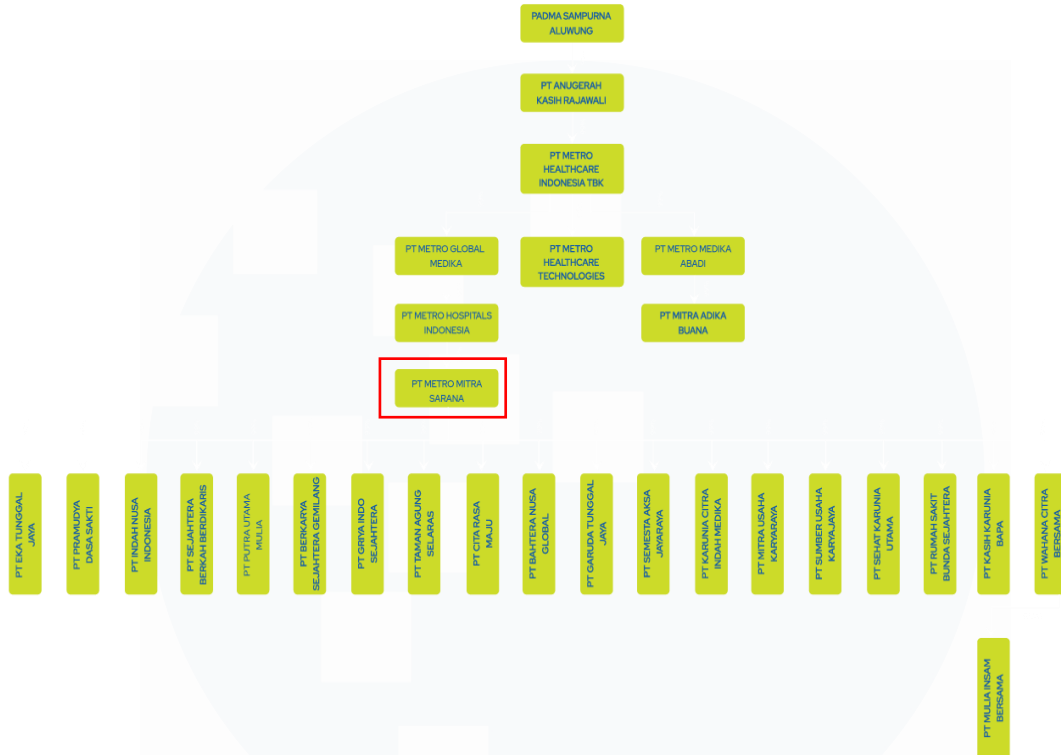 PADMA SAMPURNA
ALUWUNG
PT ANUGERAH
KASIH RAJAWALI
PT METRO
HEALTHCARE
INDONESIA TBK
PT METRO GLOBAL
MEDIKA
PT METRO
HEALTHCARE
TECHNOLOGIES
PT METRO MEDIKA
ABADI
PT METRO HOSPITALS
INDONESIA
PT MITRA ADIKA
BUANA
PT METRO MITRA
SARANA
PT EKA TUNGGAL
JAYA
PT PRAMUDYA
DASA SAKTI
PT INDAH NUSA
INDONESIA
PT SEJAHTERA
BERKAH BERDIKARIS
PT PUTRA UTAMA
MULIA
PT BERKARYA
SEJAHTERA GEMILANG
PT GRIYA INDO
SEJAHTERA
PT TAMAN AGUNG
SELARAS
PT CITA RASA
MAJU
PT BAHTERA NUSA
GLOBAL
PT GARUDA TUNGGAL
JAYA
PT SEMESTA AKSA
JAYARAYA
PT KARUNIA CITRA
INDAH MEDIKA
PT MITRA USAHA
KARYASRAYA
PT SUMBER USAHA
KARYAJAYA
PT SEHAT KARUNIA
UTAMA
PT RUMAH SAKIT
BUNDA SEJAHTERA
PT KASIH KARUNIA
BAPA
PT WAHANA CITRA
BERSAMA
PT MULIA INSAM
BERSAMA